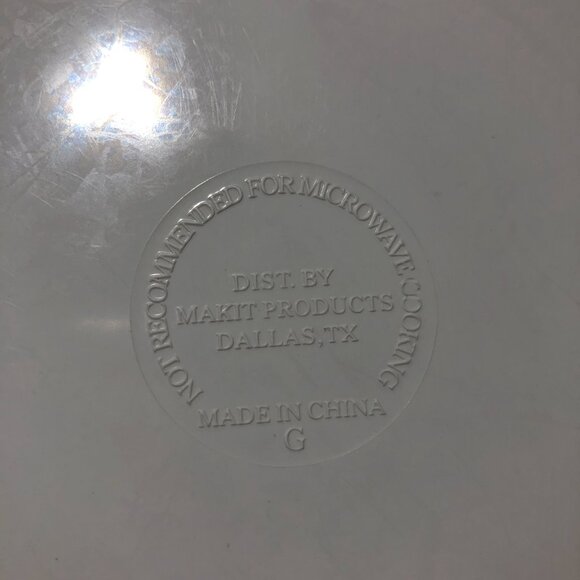 NOT RECOMMENDED FOR MICROWAVE COOKING
DIST. BY
MAKIT PRODUCTS
DALLAS, TX
MADE IN CHINA
G